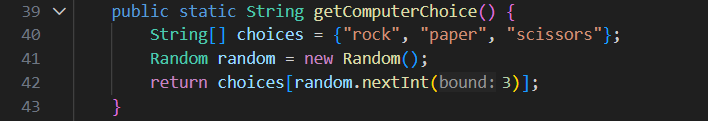 39 public static String getComputerChoice() {
40 String[] choices = {"rock", "paper", "scissors"};
41 Random random = new Random();
42 return choices[random.nextInt(bound: 3)];
43 }